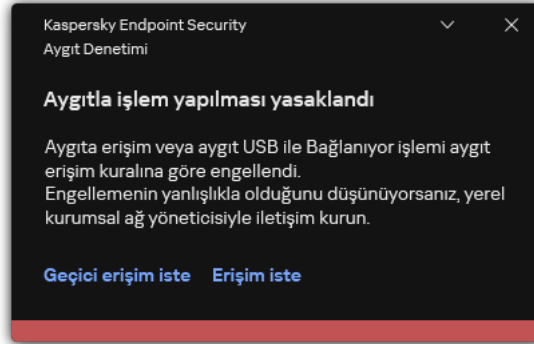 Kaspersky Endpoint Security
Aygıt Denetimi
Aygıtla işlem yapılması yasaklandı
Aygıta erişim veya aygıt USB ile Bağlanıyor işlemi aygıt
erişim kuralına göre engellendi.
Engellemenin yanlışlıkla olduğunu düşünüyorsanız, yerel
kurumsal ağ yöneticisiyle iletişim kurun.
Geçici erişim iste Erişim iste